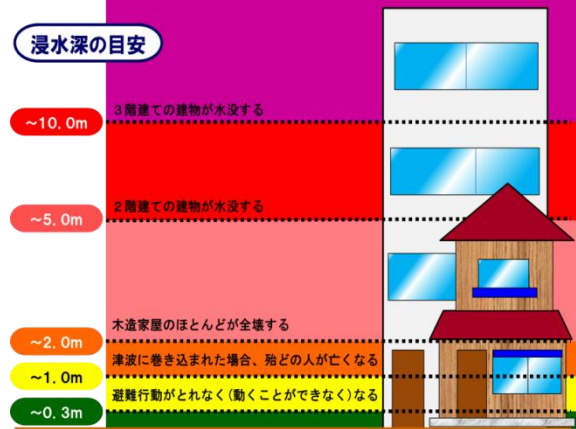 浸水深の目安
3階建ての建物が水没する
~10.0m
2階建ての建物が水没する
~5.0m
木造家屋のほとんどが全壊する
~2.0m
津波に巻き込まれた場合、殆どの人が亡くなる
~1.0m
避難行動がとれなく(動くことができなく)なる
~0.3m